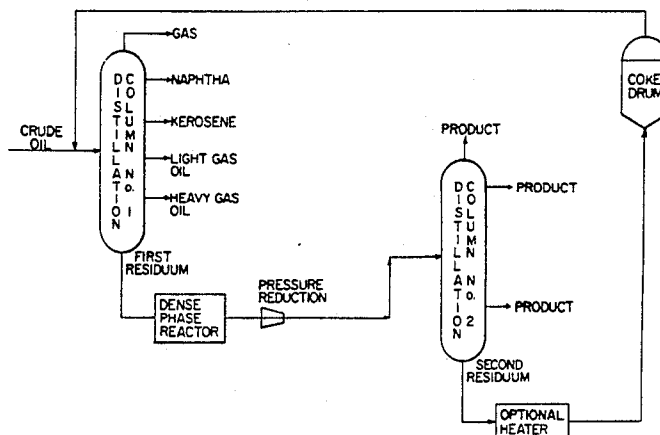 GAS
NAPHTHA
KEROSENE
LIGHT GAS
OIL
HEAVY GAS
OIL
CRUDE
OIL
DISTILLATION
COLUMN No. 1
FIRST
RESIDUUM
DENSE
PHASE
REACTOR
PRESSURE
REDUCTION
PRODUCT
PRODUCT
PRODUCT
DISTILLATION
COLUMN No. 2
SECOND
RESIDUUM
OPTIONAL
HEATER
COKE
DRUM